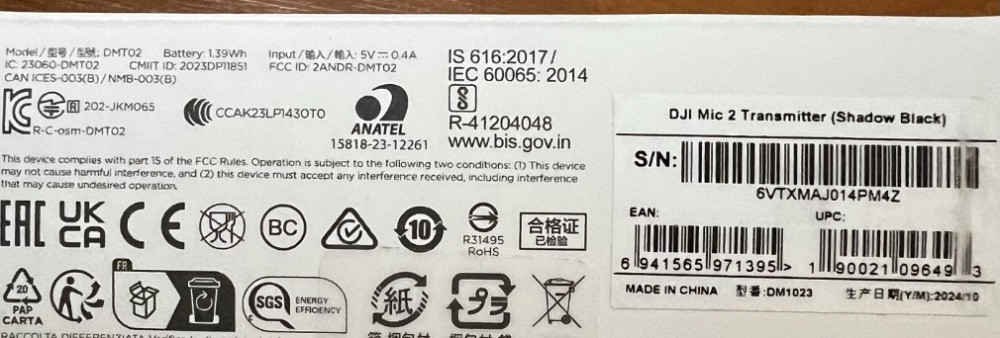 Model/型号/型號: DMT02 Battery: 1.39Wh Input/输入/輸入: 5V⎓0.4A
IC: 23060-DMT02 CMIIT ID: 2023DP11851 FCC ID: 2ANDR-DMT02
CAN ICES-003(B)/NMB-003(B)
R 202-JKM065
R-C-osm-DMT02
CCAK23LP1430T0
ANATEL
15818-23-12261
IS 616:2017/
IEC 60065: 2014
R-41204048
www.bis.gov.in
This device complies with part 15 of the FCC Rules. Operation is subject to the following two conditions: (1) This device
may not cause harmful interference, and (2) this device must accept any interference received, including interference
that may cause undesired operation.
EAC UK CA CE BC 10
R31495
RoHS
合格证
已检验
20
PAP
CARTA
FR
SGS ENERGY
EFFICIENCY
紙
プラ
DJI Mic 2 Transmitter (Shadow Black)
S/N:
6VTXMAJ014PM4Z
EAN: UPC:
6 941565 971395> 1 90021 09649 3
MADE IN CHINA 型号:DM1023 生产日期(Y/M):2024/10